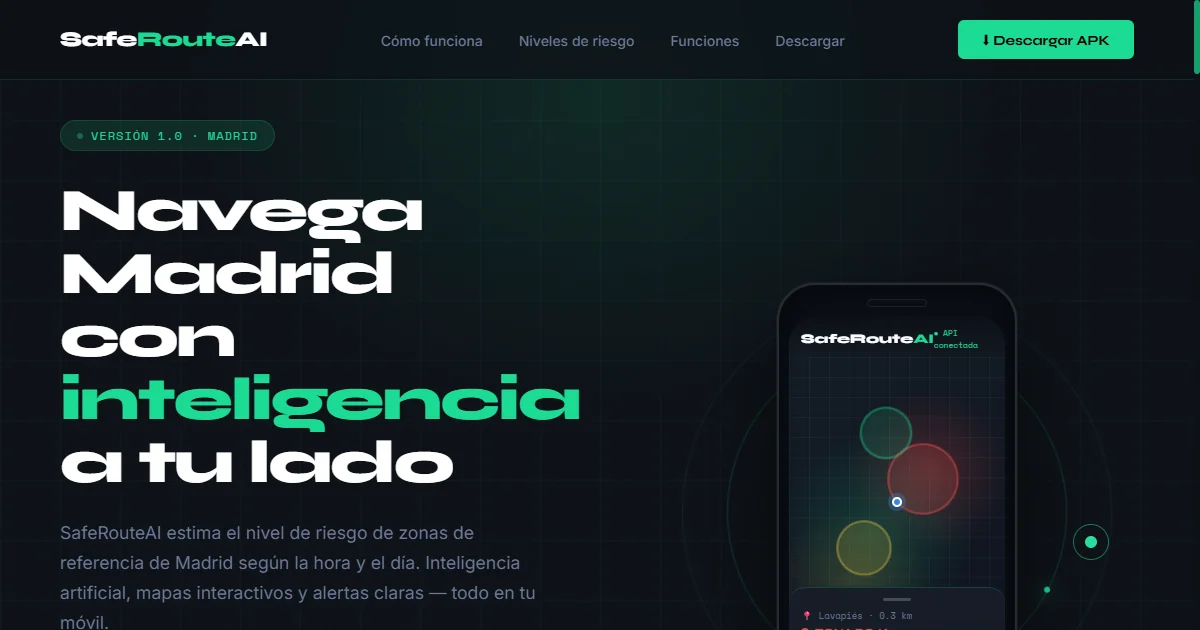 SafeRouteAI
Cómo funciona
Niveles de riesgo
Funciones
Descargar
⬇ Descargar APK
VERSIÓN 1.0 · MADRID
Navega
Madrid
con
inteligencia
a tu lado
SafeRouteAI estima el nivel de riesgo de zonas de
referencia de Madrid según la hora y el día. Inteligencia
artificial, mapas interactivos y alertas claras — todo en tu
móvil.
SafeRouteAI
API
conectada
Lavapiés · 0.3 km